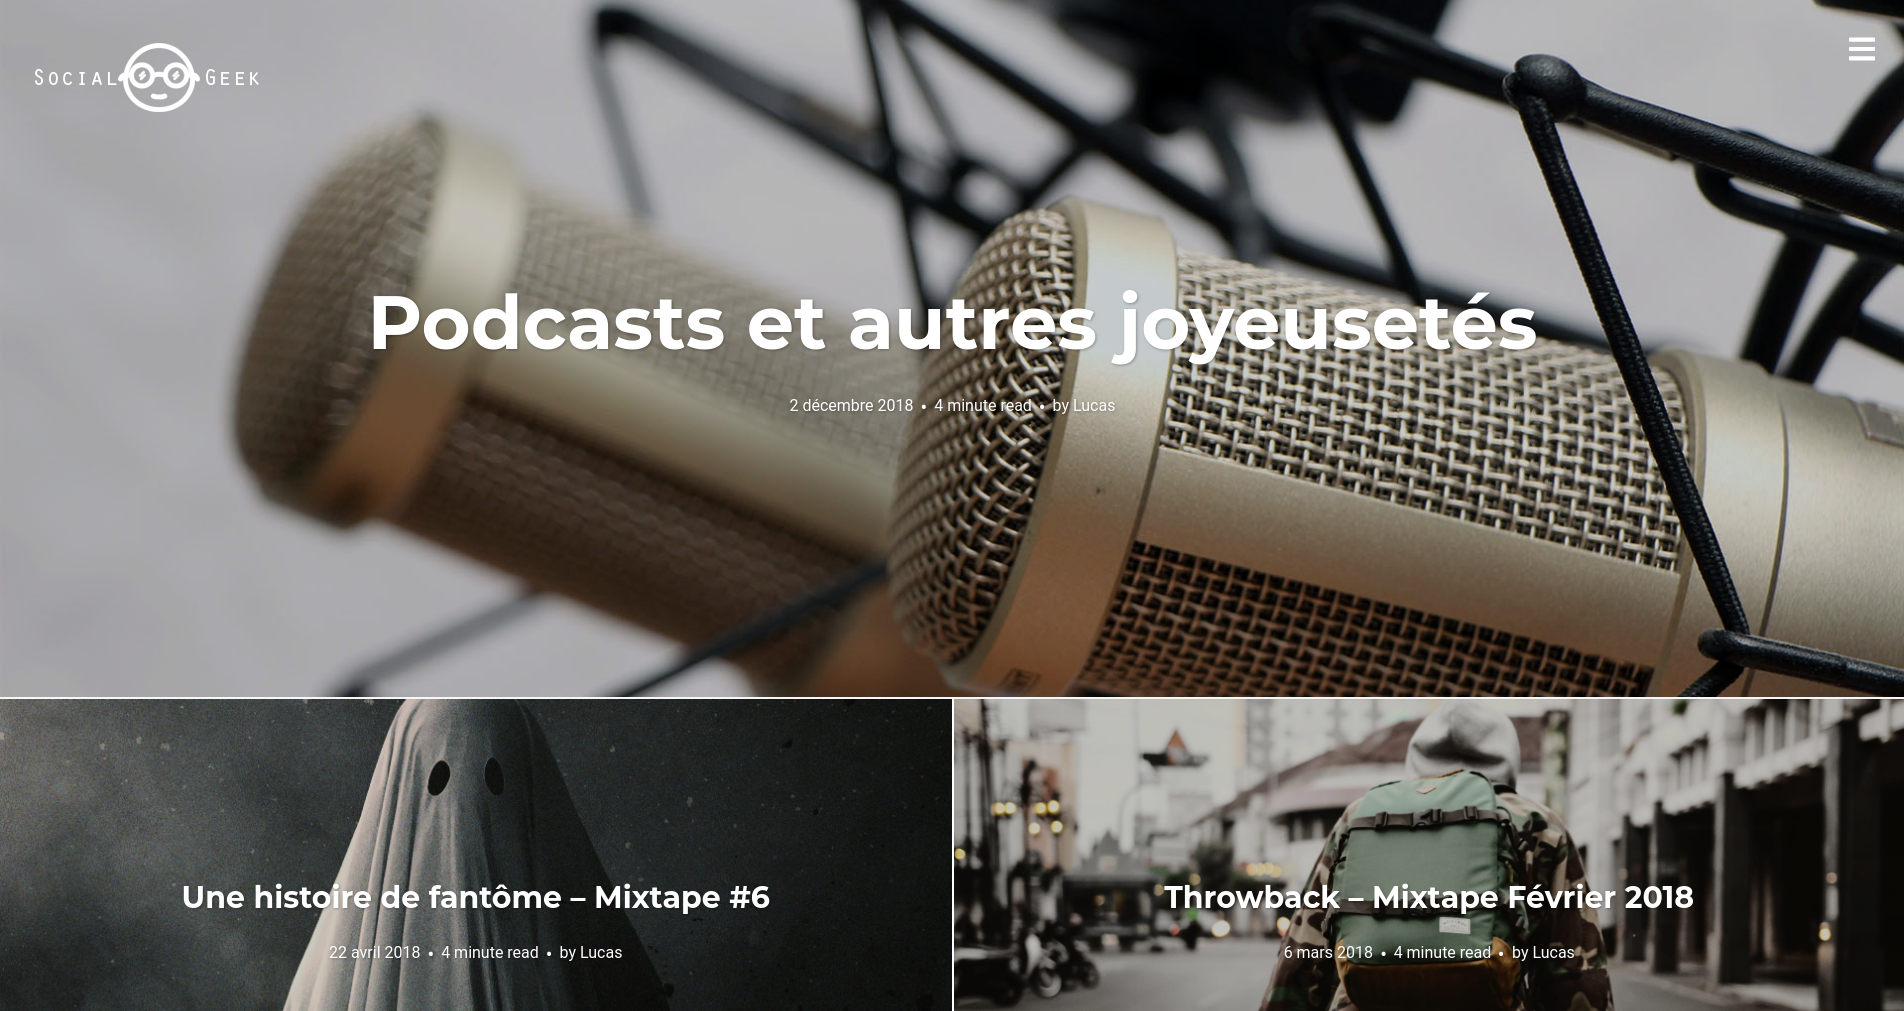 Social Geek
Podcasts et autres joyeusetés
2 décembre 2018 • 4 minute read • by Lucas
Une histoire de fantôme – Mixtape #6
22 avril 2018 • 4 minute read • by Lucas
Throwback – Mixtape Février 2018
6 mars 2018 • 4 minute read • by Lucas